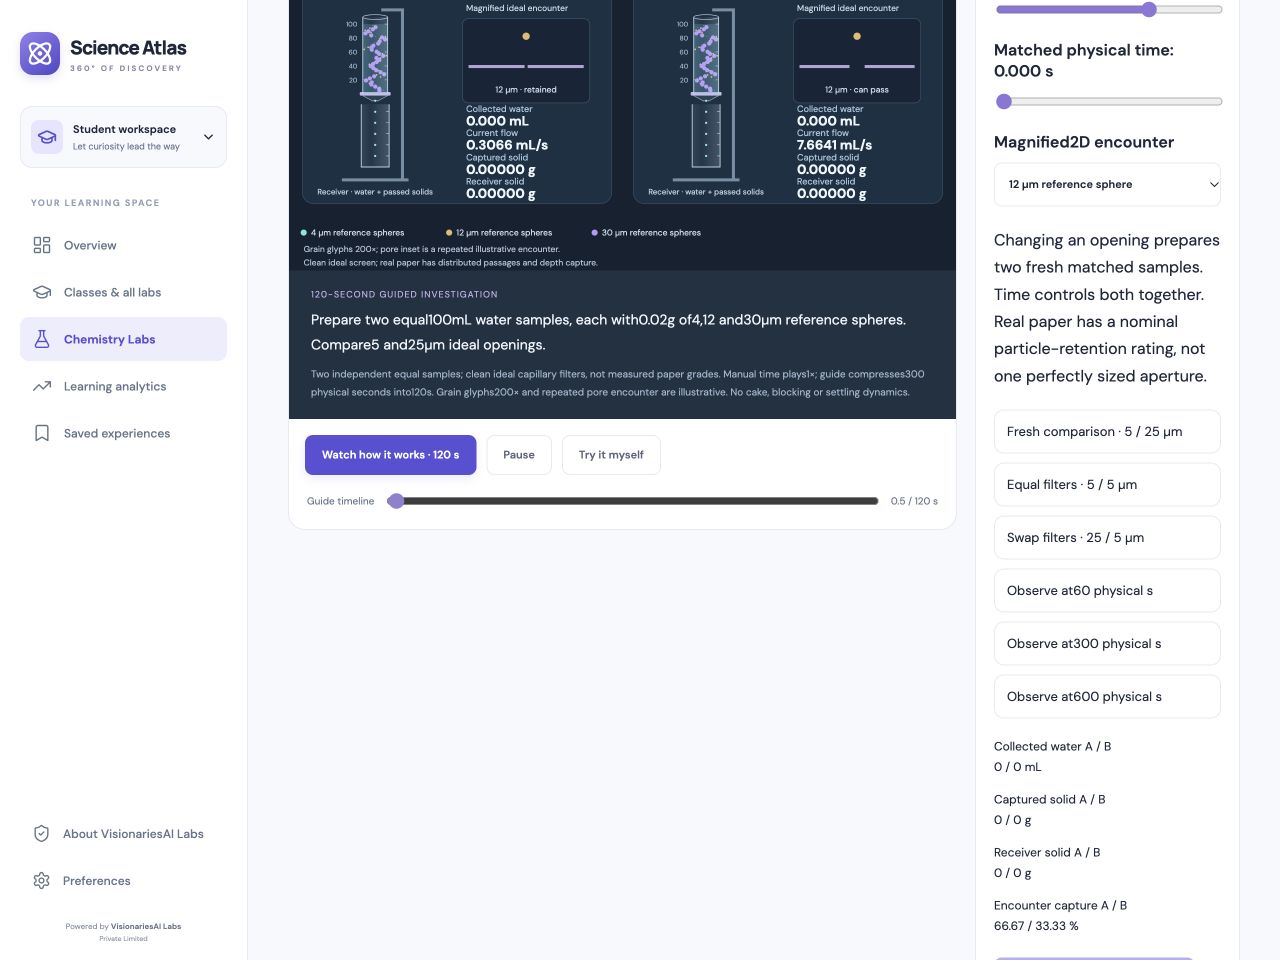 Science Atlas
360° OF DISCOVERY
Student workspace
Let curiosity lead the way
YOUR LEARNING SPACE
Overview
Classes & all labs
Chemistry Labs
Learning analytics
Saved experiences
About VisionariesAI Labs
Preferences
Powered by VisionariesAI Labs
Private Limited
100
80
60
40
20
Receiver · water + passed solids
Magnified ideal encounter
12 µm · retained
Collected water
0.000 mL
Current flow
0.3066 mL/s
Captured solid
0.00000 g
Receiver solid
0.00000 g
100
80
60
40
20
Receiver · water + passed solids
Magnified ideal encounter
12 µm · can pass
Collected water
0.000 mL
Current flow
7.6641 mL/s
Captured solid
0.00000 g
Receiver solid
0.00000 g
4 µm reference spheres
12 µm reference spheres
30 µm reference spheres
Grain glyphs 200×; pore inset is a repeated illustrative encounter.
Clean ideal screen; real paper has distributed passages and depth capture.
120-SECOND GUIDED INVESTIGATION
Prepare two equal100mL water samples, each with0.02g of4,12 and30µm reference spheres.
Compare5 and25µm ideal openings.
Two independent equal samples; clean ideal capillary filters, not measured paper grades. Manual time plays1×; guide compresses300
physical seconds into120s. Grain glyphs200× and repeated pore encounter are illustrative. No cake, blocking or settling dynamics.
Watch how it works · 120 s
Pause
Try it myself
Guide timeline
0.5 / 120 s
Matched physical time:
0.000 s
Magnified2D encounter
12 µm reference sphere
Changing an opening prepares
two fresh matched samples.
Time controls both together.
Real paper has a nominal
particle-retention rating, not
one perfectly sized aperture.
Fresh comparison · 5 / 25 µm
Equal filters · 5 / 5 µm
Swap filters · 25 / 5 µm
Observe at60 physical s
Observe at300 physical s
Observe at600 physical s
Collected water A / B
0 / 0 mL
Captured solid A / B
0 / 0 g
Receiver solid A / B
0 / 0 g
Encounter capture A / B
66.67 / 33.33 %